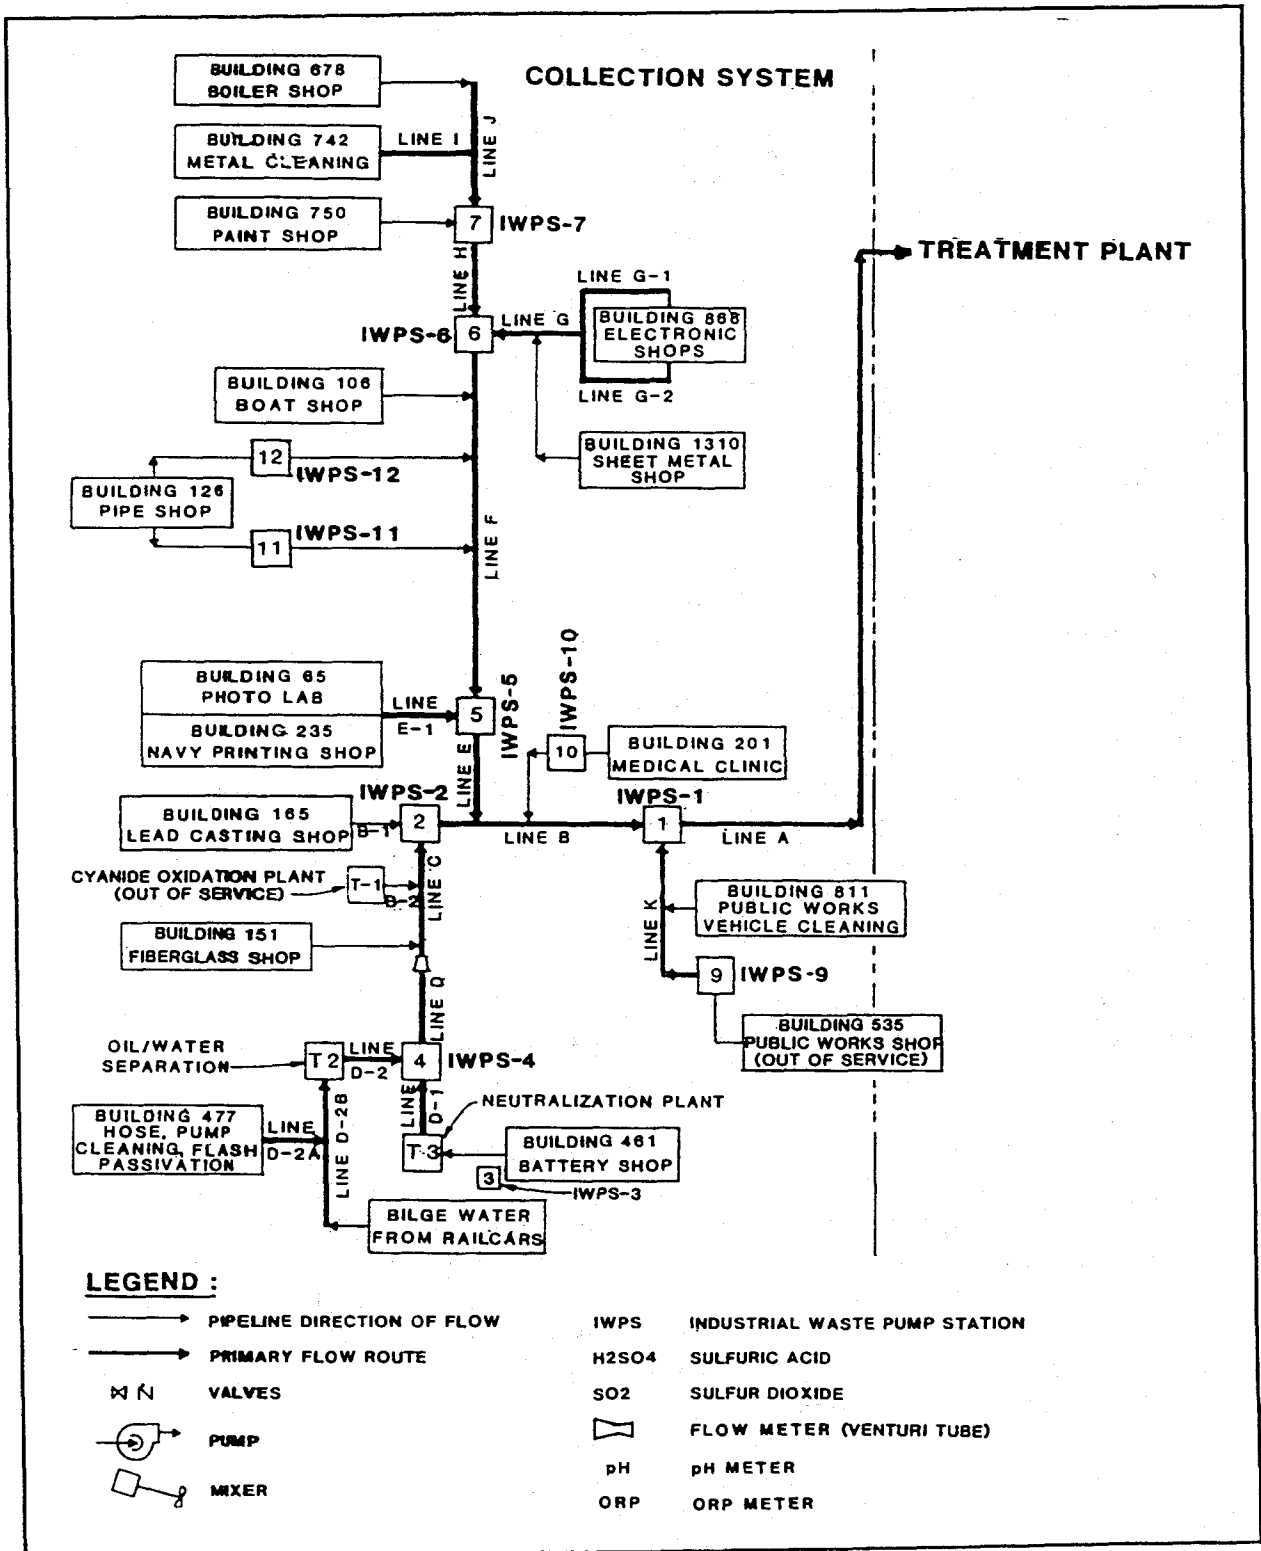 COLLECTION SYSTEM
BUILDING 678
BOILER SHOP
LINE J
BUILDING 742
METAL CLEANING
LINE I
BUILDING 750
PAINT SHOP
7
IWPS-7
LINE H
TREATMENT PLANT
LINE G-1
IWPS-6
6
LINE G
BUILDING 868
ELECTRONIC
SHOPS
LINE G-2
BUILDING 106
BOAT SHOP
12
IWPS-12
BUILDING 1310
SHEET METAL
SHOP
BUILDING 126
PIPE SHOP
11
IWPS-11
LINE F
BUILDING 65
PHOTO LAB
BUILDING 235
NAVY PRINTING SHOP
LINE
E-1
5
IWPS-5
IWPS-10
10
BUILDING 201
MEDICAL CLINIC
LINE E
IWPS-2
2
BUILDING 165
LEAD CASTING SHOP
B-1
LINE B
IWPS-1
1
LINE A
CYANIDE OXIDATION PLANT
(OUT OF SERVICE)
T-1
B-2
LINE C
BUILDING 811
PUBLIC WORKS
VEHICLE CLEANING
LINE K
BUILDING 151
FIBERGLASS SHOP
9
IWPS-9
LINE D
BUILDING 535
PUBLIC WORKS SHOP
(OUT OF SERVICE)
OIL/WATER
SEPARATION
T2
LINE
D-2
4
IWPS-4
LINE
D-1
NEUTRALIZATION PLANT
BUILDING 477
HOSE, PUMP
CLEANING, FLASH
PASSIVATION
LINE
D-2A
LINE D-2B
T-3
BUILDING 461
BATTERY SHOP
3
IWPS-3
BILGE WATER
FROM RAILCARS
LEGEND :
PIPELINE DIRECTION OF FLOW
PRIMARY FLOW ROUTE
VALVES
PUMP
MIXER
IWPS INDUSTRIAL WASTE PUMP STATION
H2SO4 SULFURIC ACID
SO2 SULFUR DIOXIDE
FLOW METER (VENTURI TUBE)
pH pH METER
ORP ORP METER